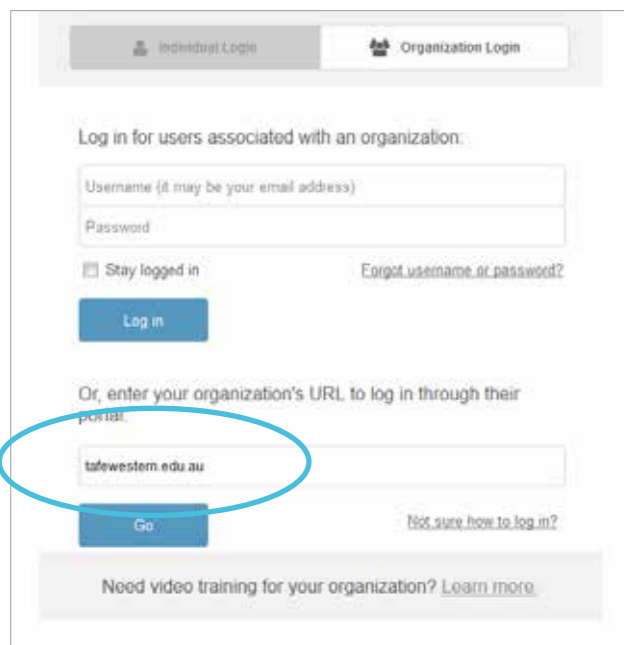 Individual Login
Organization Login
Log in for users associated with an organization:
Username (it may be your email address)
Password
Stay logged in
Forgot username or password?
Log in
Or, enter your organization's URL to log in through their
portal.
tafewestern.edu.au
Go
Not sure how to log in?
Need video training for your organization? Learn more.